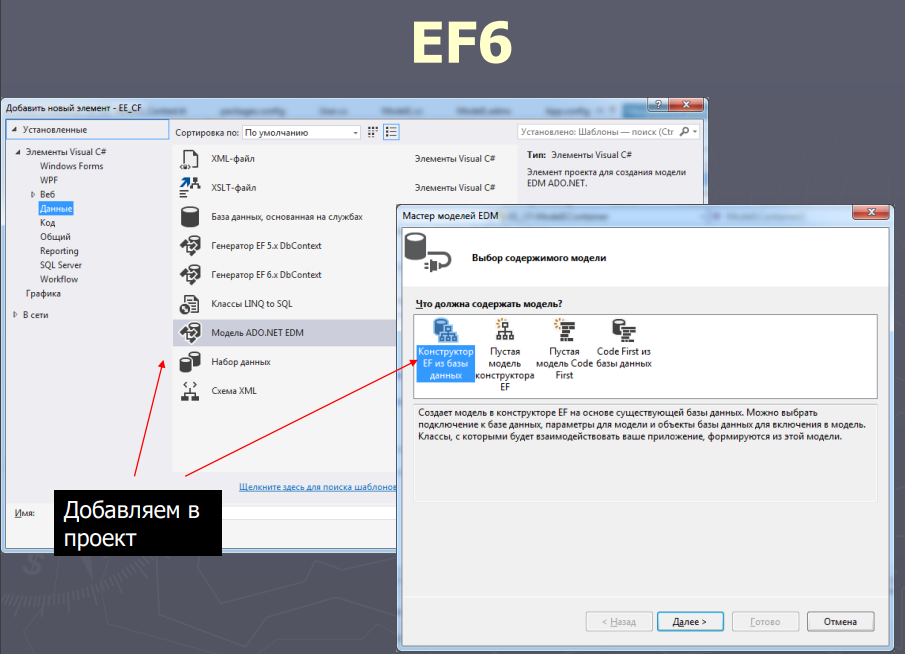 EF6
Добавить новый элемент - EE_CF
Установленные
Сортировка по: По умолчанию
Установлено: Шаблоны — поиск (Ctr
Элементы Visual C#
Windows Forms
WPF
Веб
Данные
Код
Общий
Reporting
SQL Server
Workflow
Графика
В сети
XML-файл Элементы Visual C#
XSLT-файл Элементы Visual C#
База данных, основанная на службах
Генератор EF 5.x DbContext
Генератор EF 6.x DbContext
Классы LINQ to SQL
Модель ADO.NET EDM
Набор данных
Схема XML
Тип: Элементы Visual C#
Элемент проекта для создания модели
EDM ADO.NET.
Щелкните здесь для поиска шаблонов
Имя:
Добавляем в
проект
Мастер моделей EDM
Выбор содержимого модели
Что должна содержать модель?
Конструктор
EF из базы
данных
Пустая
модель
конструктора
EF
Пустая
модель Code
First
Code First из
базы данных
Создает модель в конструкторе EF на основе существующей базы данных. Можно выбрать
подключение к базе данных, параметры для модели и объекты базы данных для включения в модель.
Классы, с которыми будет взаимодействовать ваше приложение, формируются из этой модели.
< Назад
Далее >
Готово
Отмена